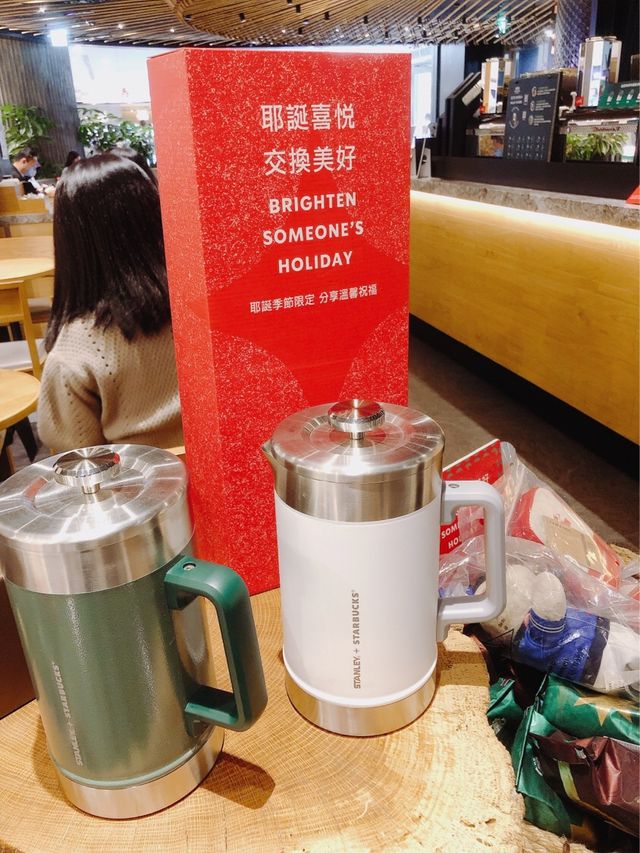 耶誕喜悅
交換美好
BRIGHTEN
SOMEONE'S
HOLIDAY
耶誕季節限定 分享溫馨祝福
STANLEY + STARBUCKS
STANLEY + STARBUCKS